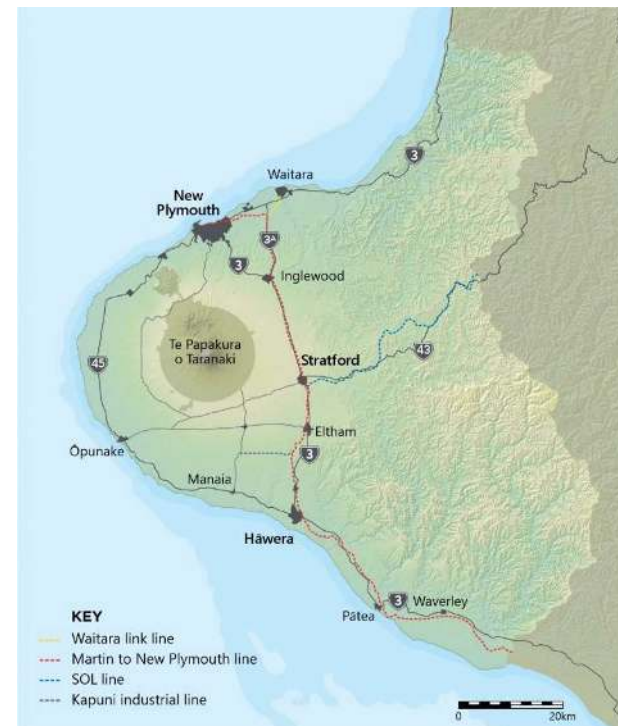 3
Waitara
New
Plymouth
3A
3
Inglewood
Te Papakura
o Taranaki
Stratford
43
45
Eltham
Ōpunake
3
Manaia
Hāwera
3
Waverley
Pātea
KEY
Waitara link line
Martin to New Plymouth line
SOL line
Kapuni industrial line
0
20km